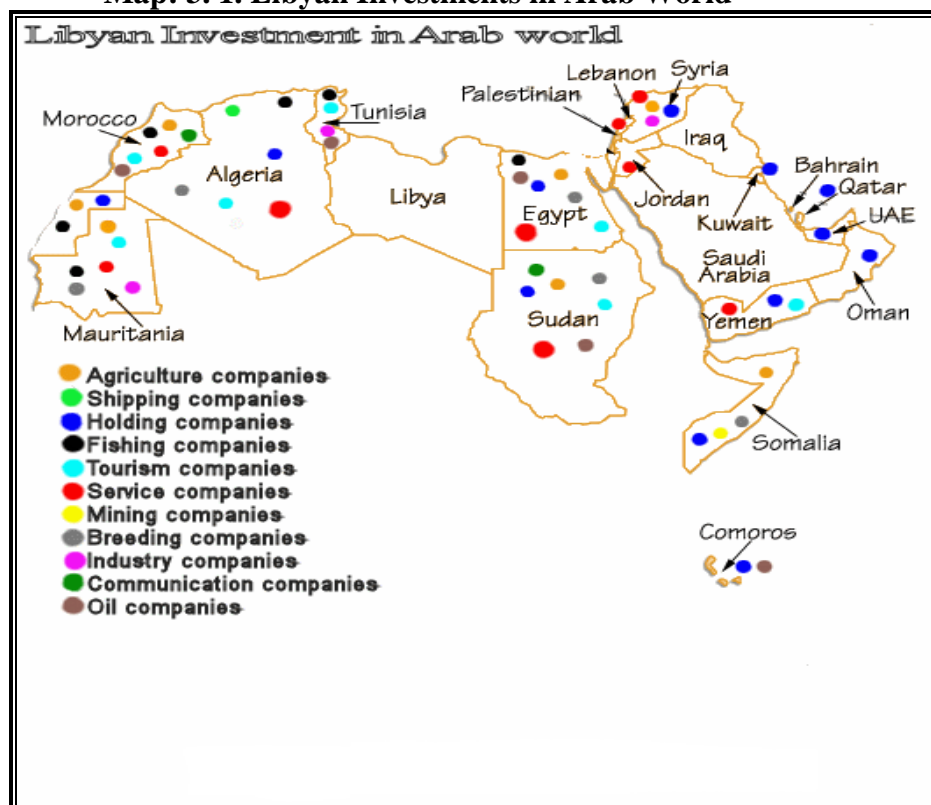 Map: 3. 1. Libyan Investments in Arab World
Libyan Investment in Arab world
Lebanon
Syria
Palestinian
Morocco
Tunisia
Iraq
Bahrain
Algeria
Libya
Egypt
Jordan
Qatar
Kuwait
UAE
Saudi
Arabia
Oman
Mauritania
Sudan
Yemen
Agriculture companies
Shipping companies
Holding companies
Fishing companies
Tourism companies
Service companies
Mining companies
Breeding companies
Industry companies
Communication companies
Oil companies
Somalia
Comoros